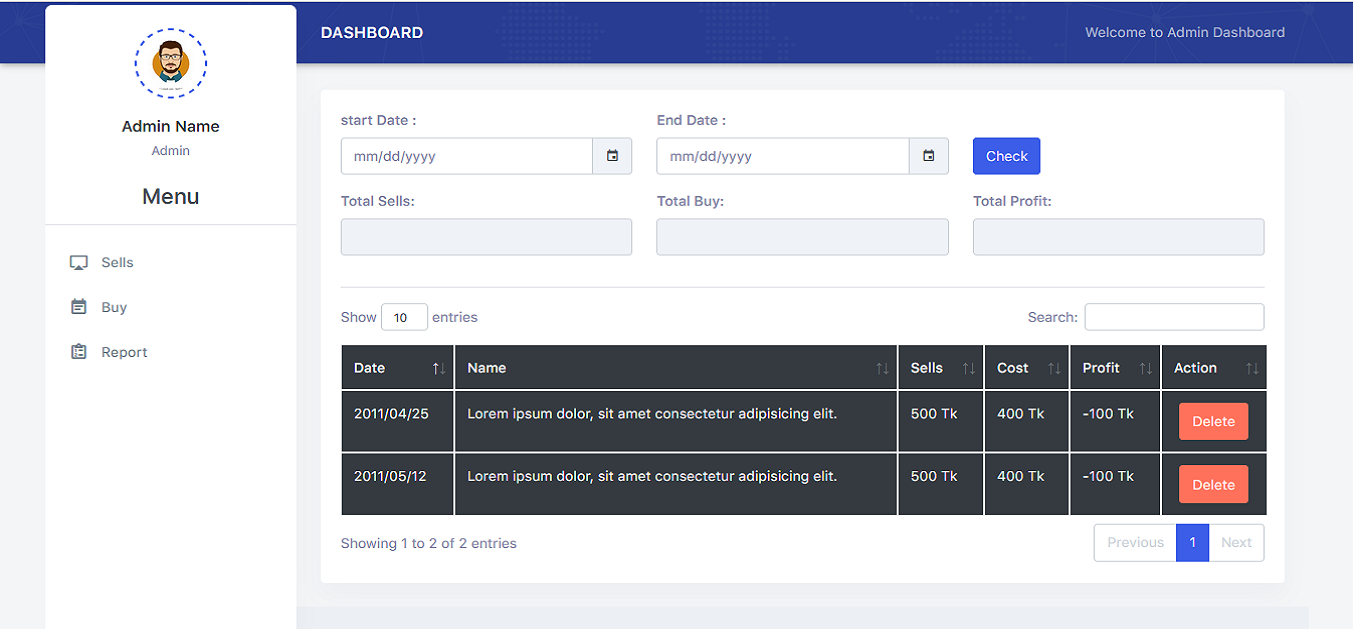 DASHBOARD
Welcome to Admin Dashboard
Admin Name
Admin
Menu
Sells
Buy
Report
start Date :
End Date :
mm/dd/yyyy
mm/dd/yyyy
Check
Total Sells:
Total Buy:
Total Profit:
Show 10 entries
Search:
Date Name Sells Cost Profit Action
2011/04/25 Lorem ipsum dolor, sit amet consectetur adipisicing elit. 500 Tk 400 Tk -100 Tk Delete
2011/05/12 Lorem ipsum dolor, sit amet consectetur adipisicing elit. 500 Tk 400 Tk -100 Tk Delete
Showing 1 to 2 of 2 entries
Previous 1 Next